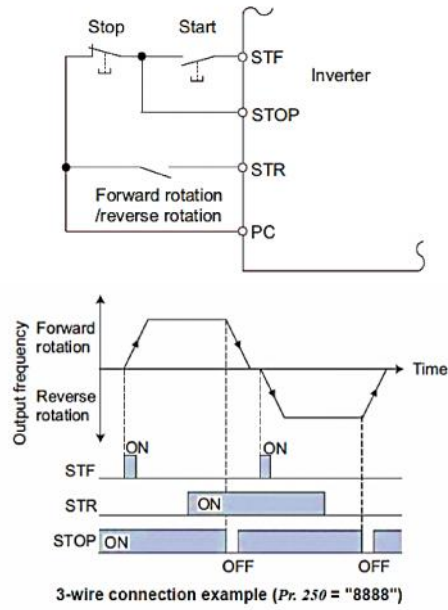 Stop
Start
STF
Inverter
STOP
STR
Forward rotation
/reverse rotation
PC
Output frequency
Forward
rotation
Time
Reverse
rotation
ON
ON
STF
STR
ON
STOP
ON
OFF
OFF
3-wire connection example (Pr. 250 = "8888")